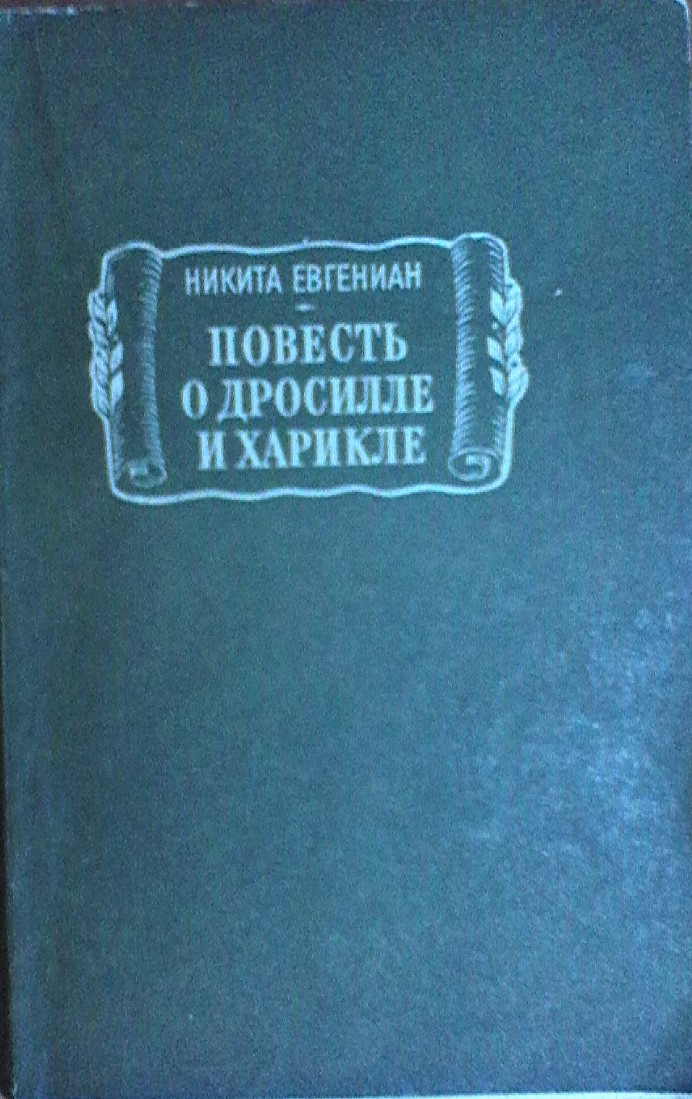 НИКИТА ЕВГЕНИАН
ПОВЕСТЬ
О ДРОСИЛЛЕ
И ХАРИКЛЕ